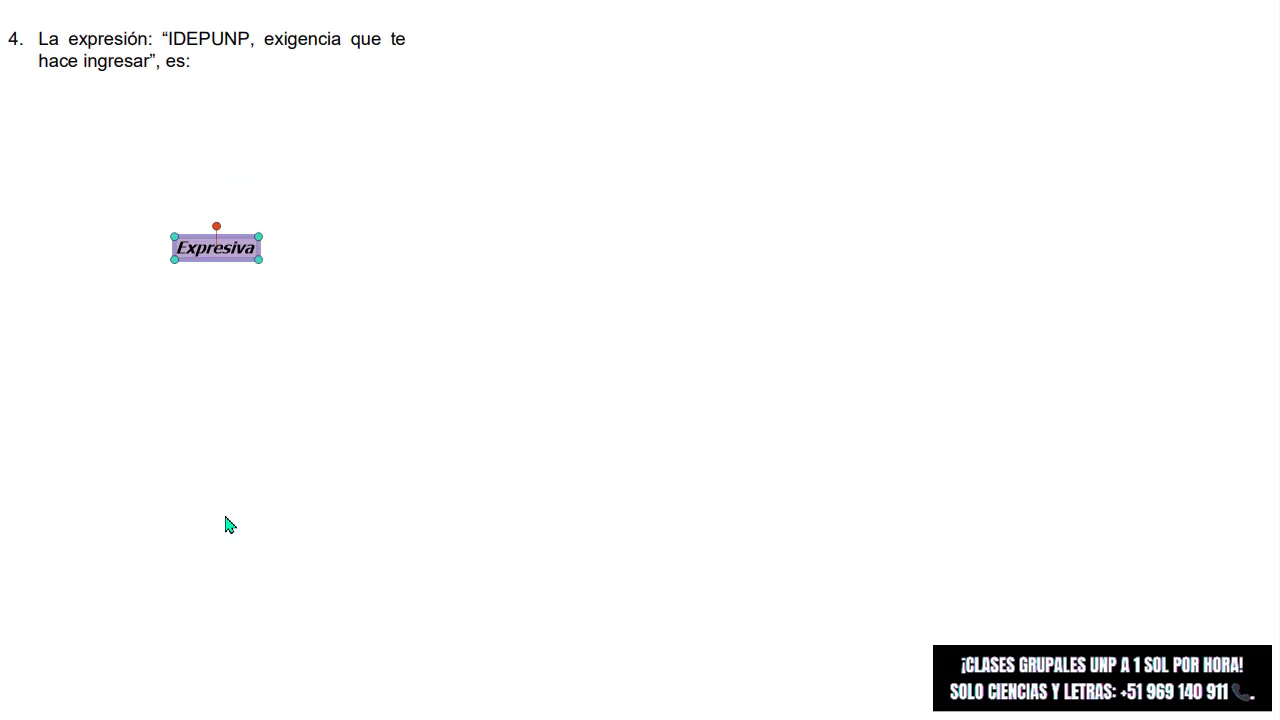 4. La expresión: “IDEPUNP, exigencia que te
hace ingresar”, es:
Expresiva
¡CLASES GRUPALES UNP A 1 SOL POR HORA!
SOLO CIENCIAS Y LETRAS: +51 969 140 911 📞.